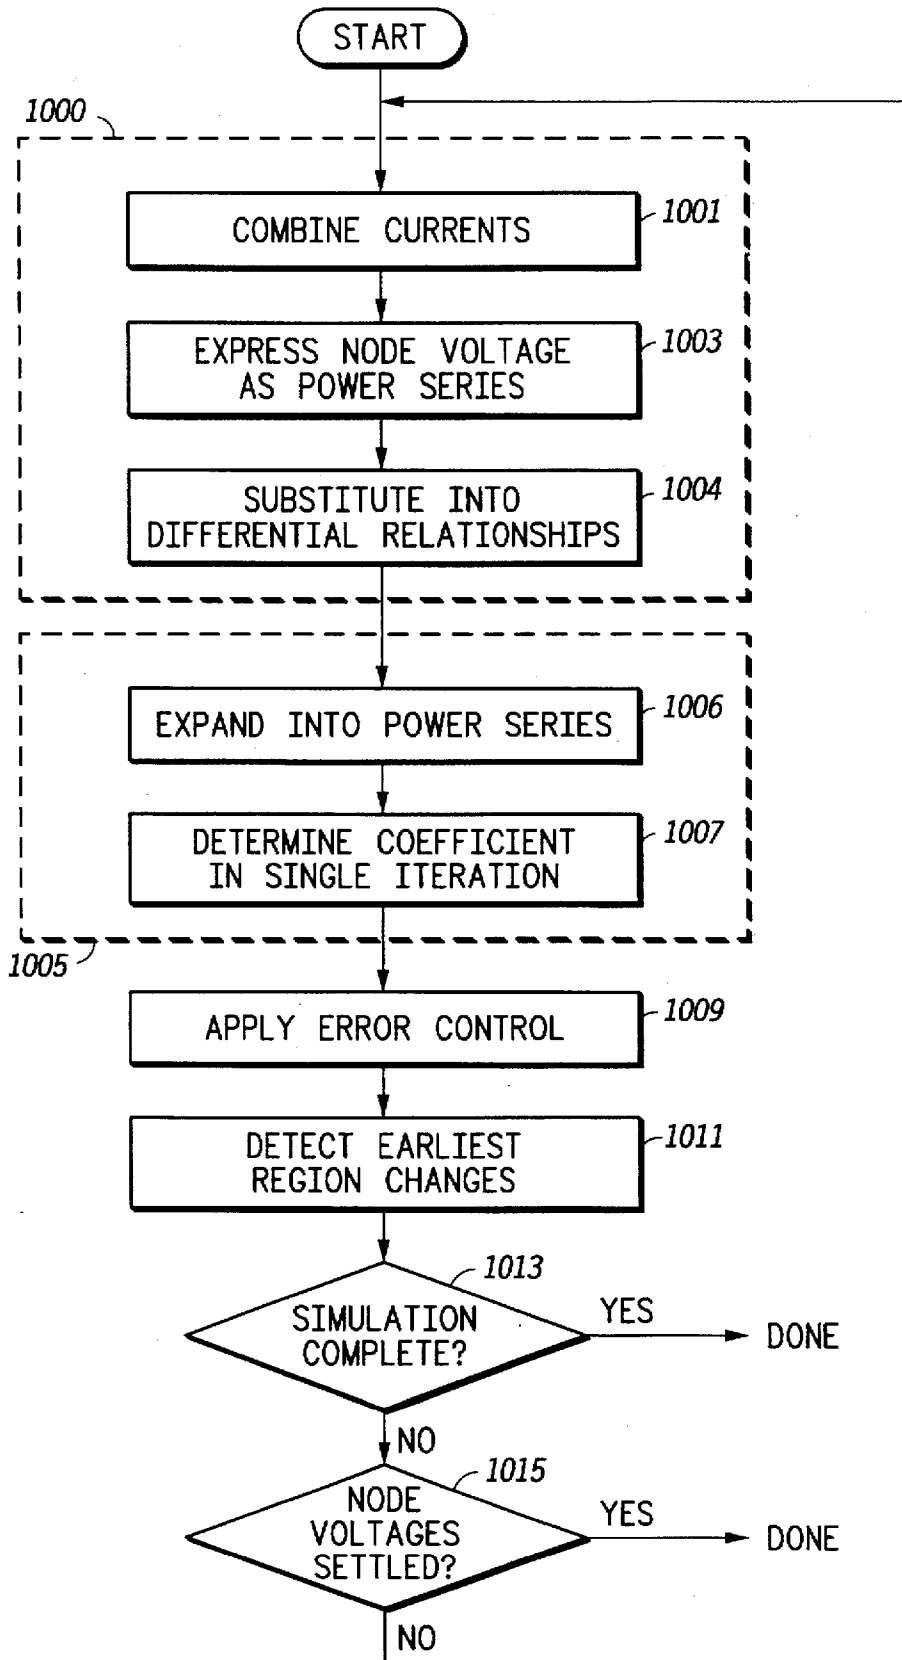 START
1000
COMBINE CURRENTS
1001
EXPRESS NODE VOLTAGE
AS POWER SERIES
1003
SUBSTITUTE INTO
DIFFERENTIAL RELATIONSHIPS
1004
EXPAND INTO POWER SERIES
1006
DETERMINE COEFFICIENT
IN SINGLE ITERATION
1007
1005
APPLY ERROR CONTROL
1009
DETECT EARLIEST
REGION CHANGES
1011
1013
SIMULATION
COMPLETE?
YES
DONE
NO
1015
NODE
VOLTAGES
SETTLED?
YES
DONE
NO